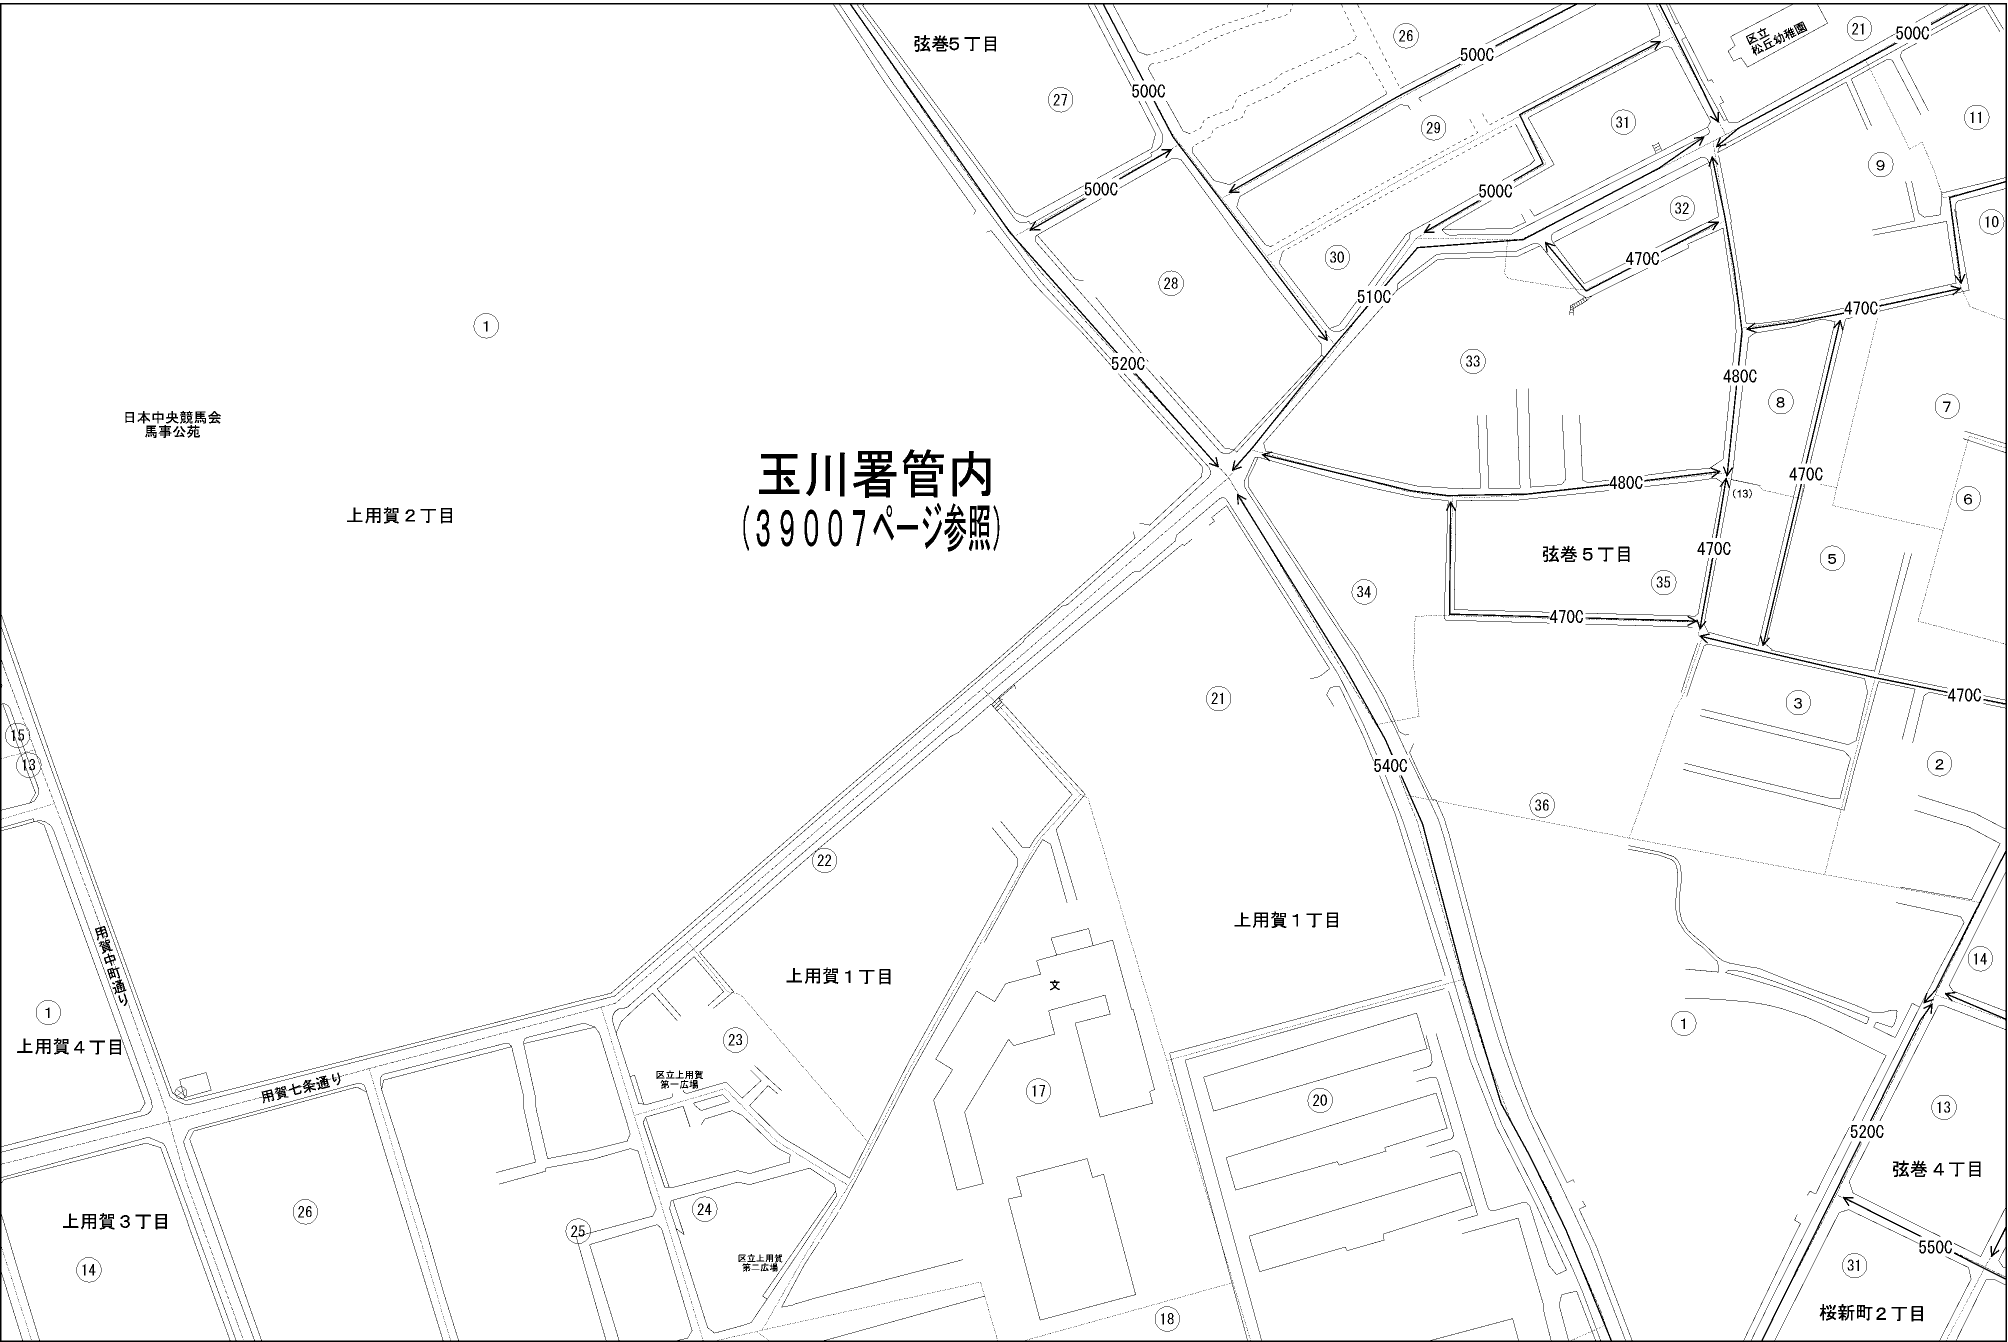 弦巻5丁目
26
区立
松丘幼稚園
21
500C
500C
500C
27
29
31
11
9
500C
500C
32
10
30
470C
28
510C
470C
1
520C
33
480C
8
7
日本中央競馬会
馬事公苑
玉川署管内
(39007ページ参照)
470C
480C
(13)
6
上用賀2丁目
470C
弦巻5丁目
5
34
35
470C
21
3
470C
15
13
540C
2
36
22
用賀中町通り
上用賀1丁目
上用賀1丁目
14
文
1
1
上用賀4丁目
23
区立上用賀
第一広場
用賀七条通り
17
20
13
520C
弦巻4丁目
26
24
25
上用賀3丁目
550C
区立上用賀
第二広場
14
31
18
桜新町2丁目